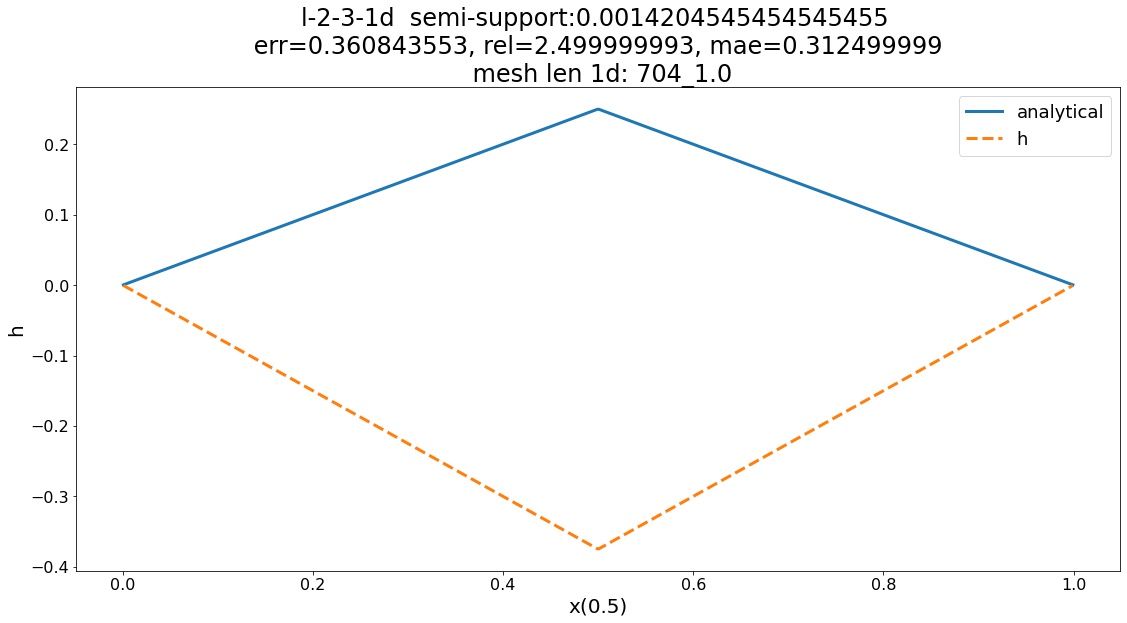 l-2-3-1d  semi-support:0.0014204545454545455
err=0.360843553, rel=2.499999993, mae=0.312499999
mesh len 1d: 704_1.0
analytical
h
0.2
0.1
0.0
−0.1
−0.2
−0.3
−0.4
h
0.0
0.2
0.4
0.6
0.8
1.0
x(0.5)